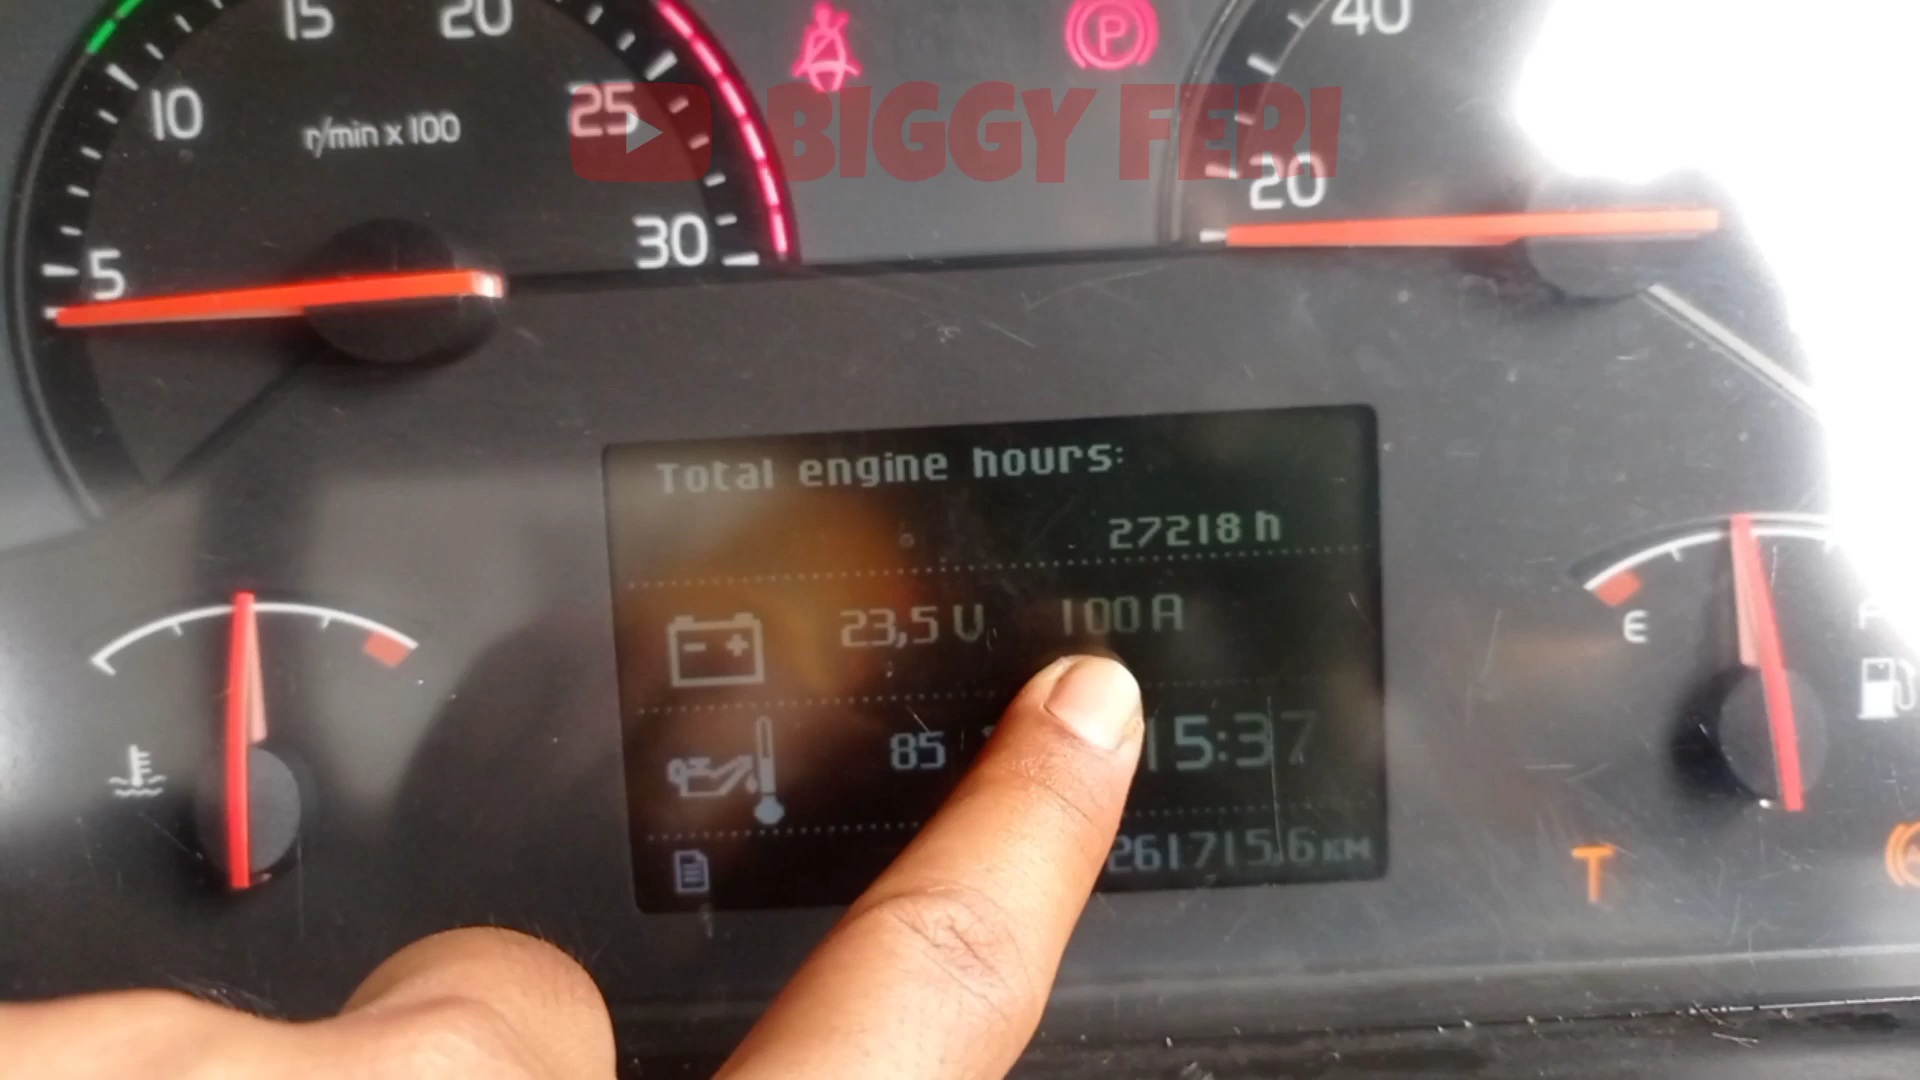 15 20
10 25
r/min x 100
5 30
P
40
20
BIGGY FERI
Total engine hours:
27218 h
23,5 V 100 A
85 15:37
261715,6 KM
E
T